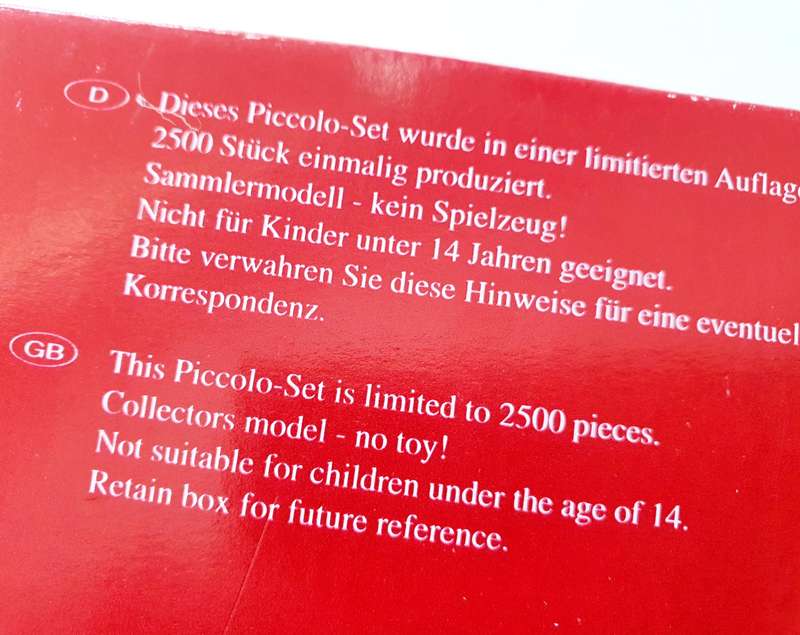 D Dieses Piccolo-Set wurde in einer limitierten Auflage
2500 Stück einmalig produziert.
Sammlermodell - kein Spielzeug!
Nicht für Kinder unter 14 Jahren geeignet.
Bitte verwahren Sie diese Hinweise für eine
Korrespondenz.
GB This Piccolo-Set is limited to 2500 pieces.
Collectors model - no toy!
Not suitable for children under the age of 14.
Retain box for future reference.